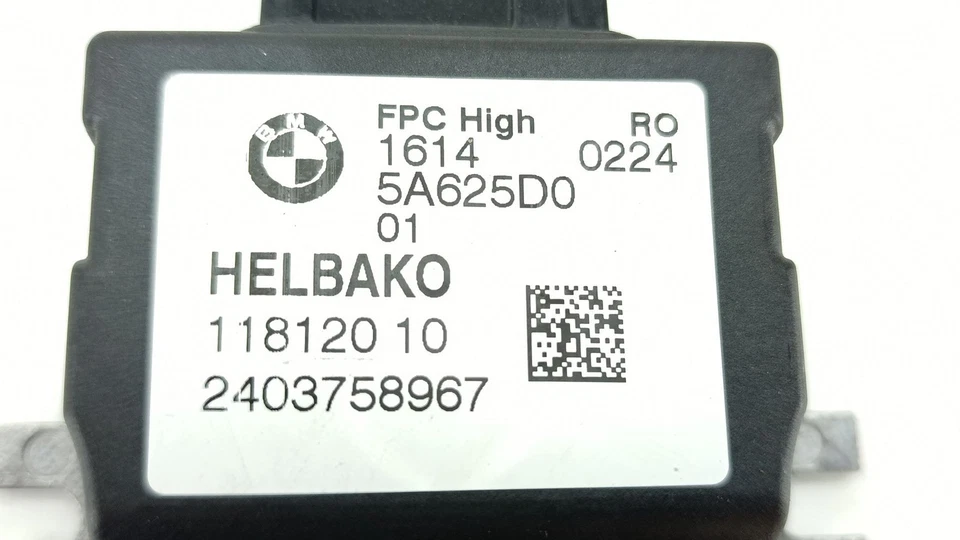 BMW
FPC High RO
1614 0224
5A625D0
01
HELBAKO
118120 10
2403758967